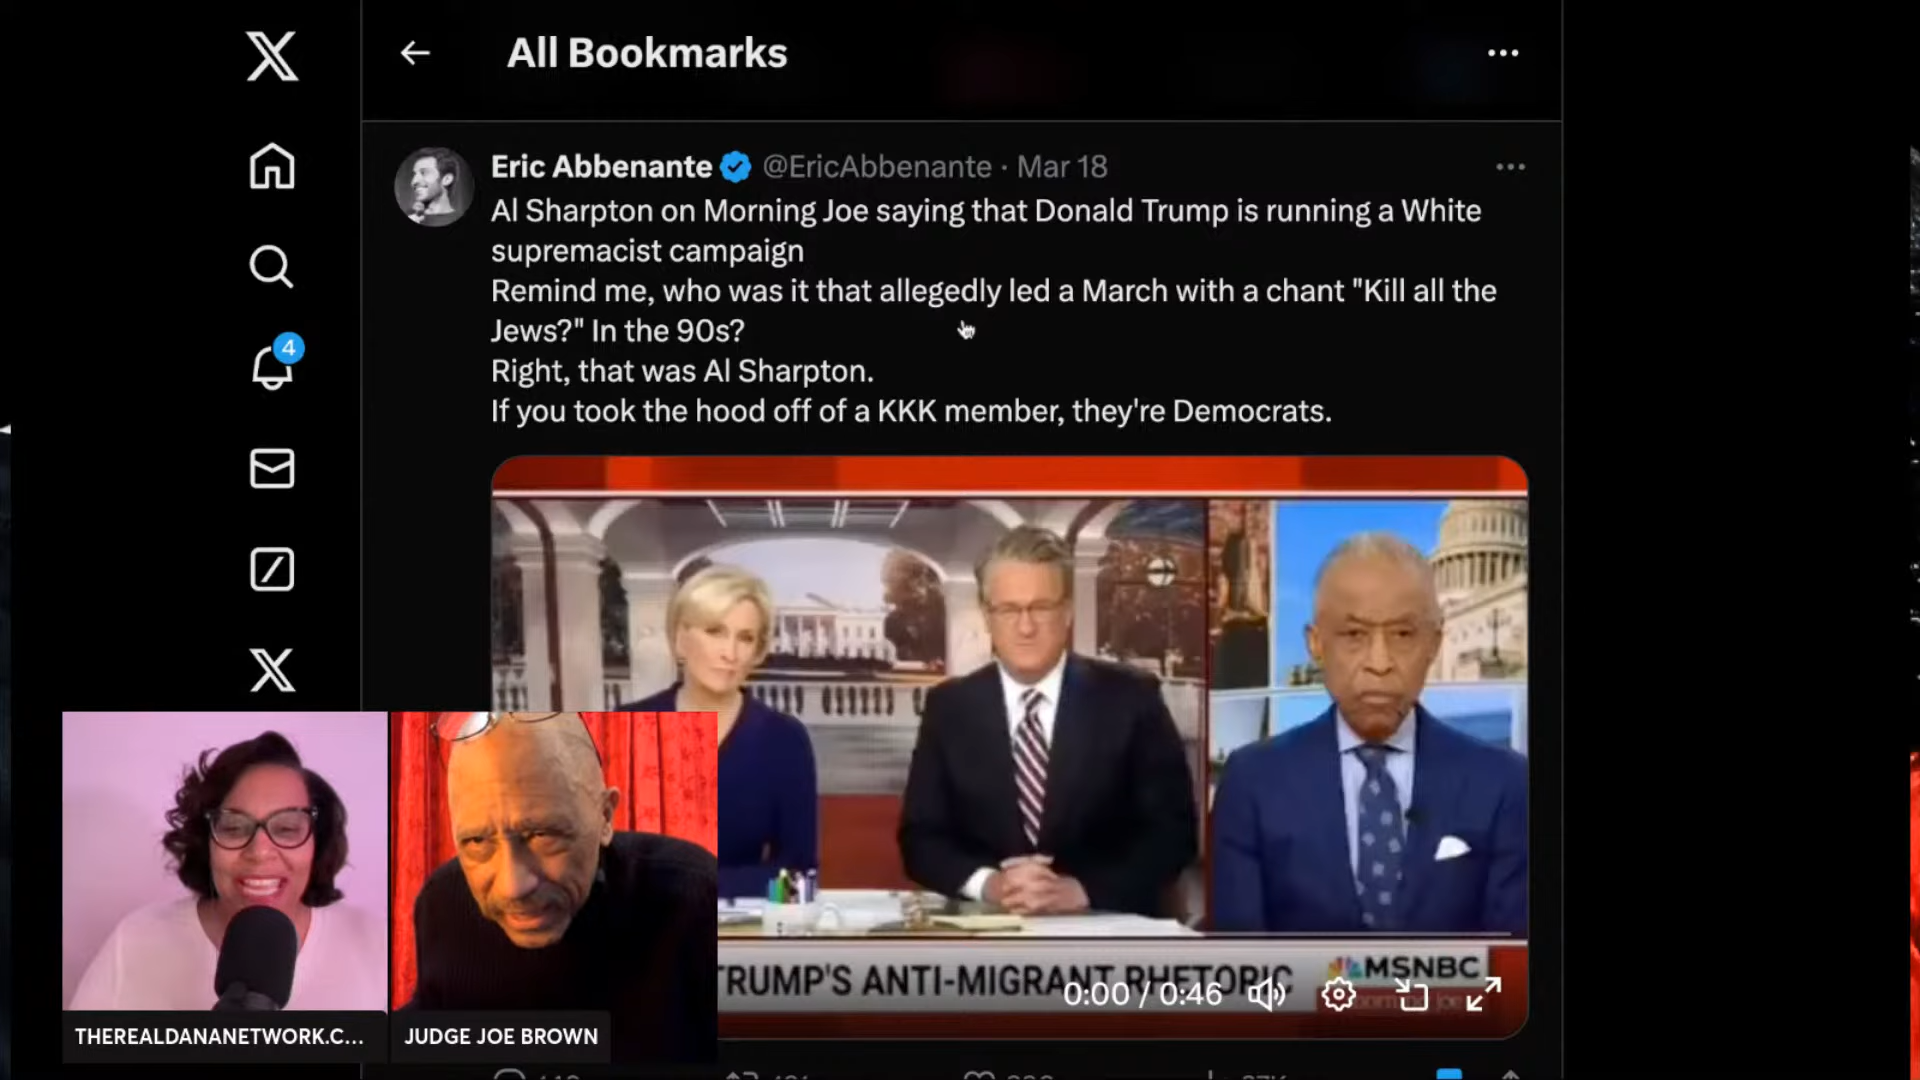 All Bookmarks
Eric Abbenante @EricAbbenante · Mar 18
Al Sharpton on Morning Joe saying that Donald Trump is running a White
supremacist campaign
Remind me, who was it that allegedly led a March with a chant "Kill all the
Jews?" In the 90s?
Right, that was Al Sharpton.
If you took the hood off of a KKK member, they're Democrats.
4
TRUMP'S ANTI-MIGRANT RHETORIC
MSNBC
0:00 / 0:46
THEREALDANANETWORK.C...
JUDGE JOE BROWN